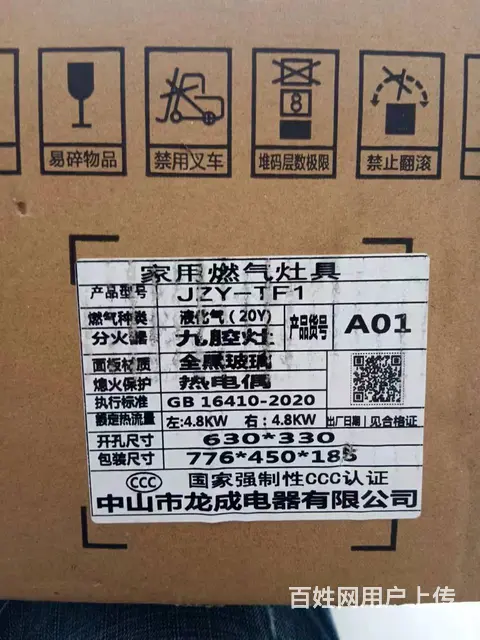 易碎物品
禁用叉车
8
堆码层数极限
禁止翻滚
家用燃气灶具
产品型号 JZY-TF1
燃气种类 液化气(20Y) 产品货号 A01
分火器 九腔灶
面板材质 全黑玻璃
熄火保护 热电偶
执行标准 GB 16410-2020
额定热流量 左:4.8KW 右:4.8KW 出厂日期 见合格证
开孔尺寸 630*330
包装尺寸 776*450*185
CCC 国家强制性CCC认证
中山市龙成电器有限公司
百姓网用户上传